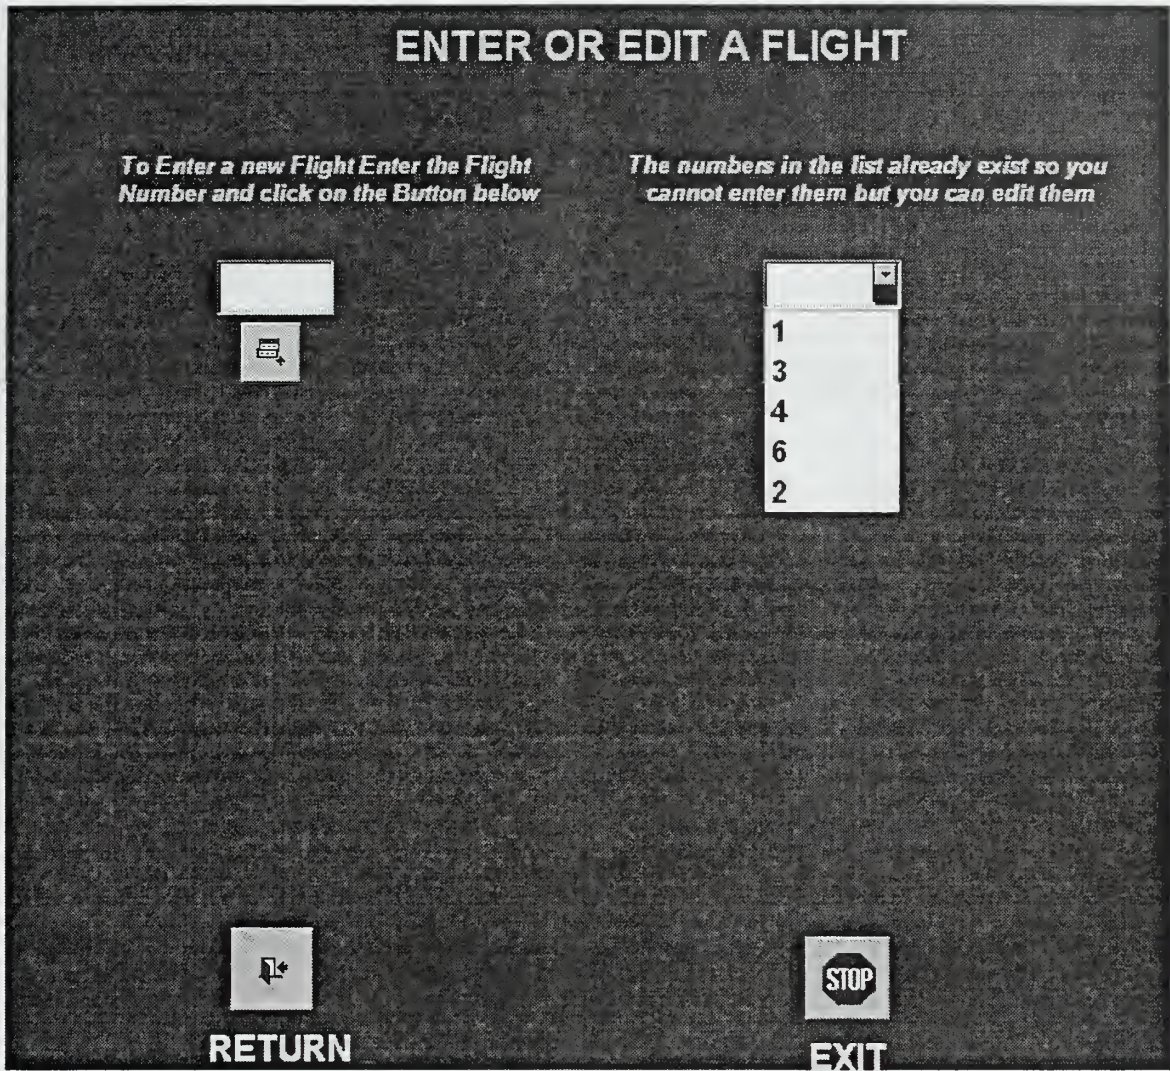 ENTER OR EDIT A FLIGHT
To Enter a new Flight Enter the Flight
Number and click on the Button below
The numbers in the list already exist so you
cannot enter them but you can edit them
1
3
4
6
2
STOP
RETURN
EXIT